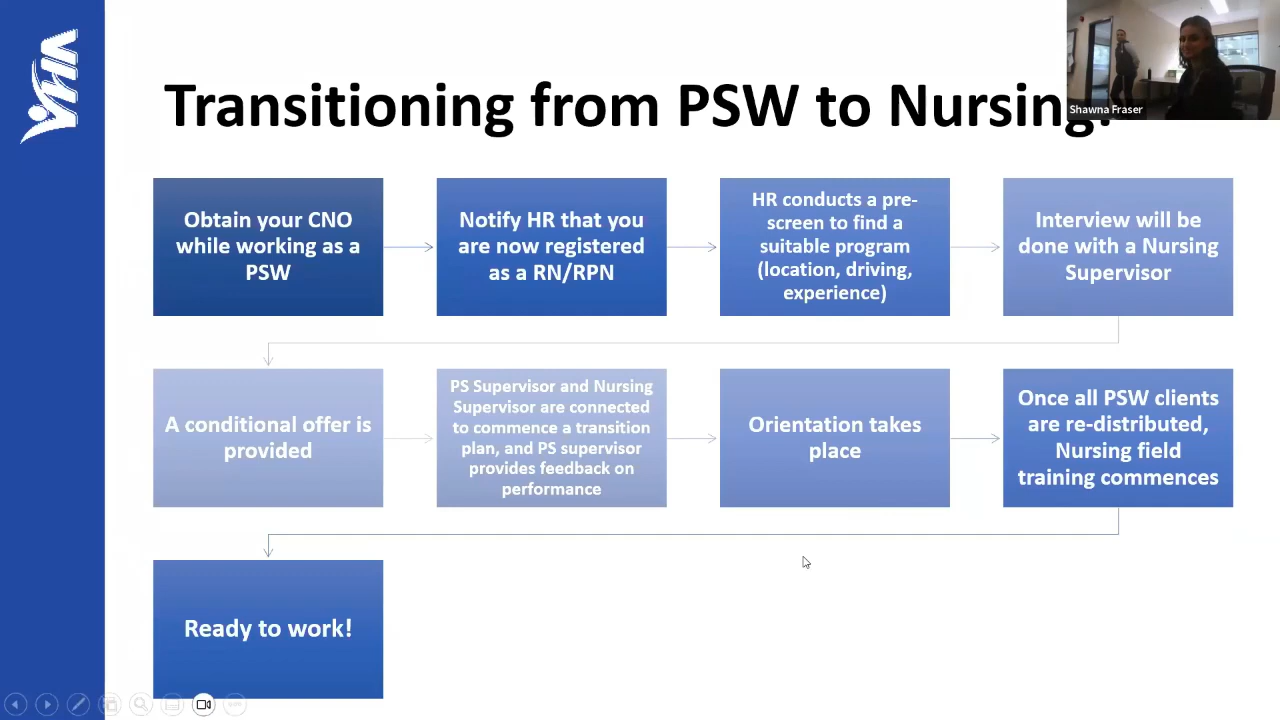 VHA
Transitioning from PSW to Nursing!
Shawna Fraser
Obtain your CNO
while working as a
PSW
Notify HR that you
are now registered
as a RN/RPN
HR conducts a pre-
screen to find a
suitable program
(location, driving,
experience)
Interview will be
done with a Nursing
Supervisor
A conditional offer is
provided
PS Supervisor and Nursing
Supervisor are connected
to commence a transition
plan, and PS supervisor
provides feedback on
performance
Orientation takes
place
Once all PSW clients
are re-distributed,
Nursing field
training commences
Ready to work!